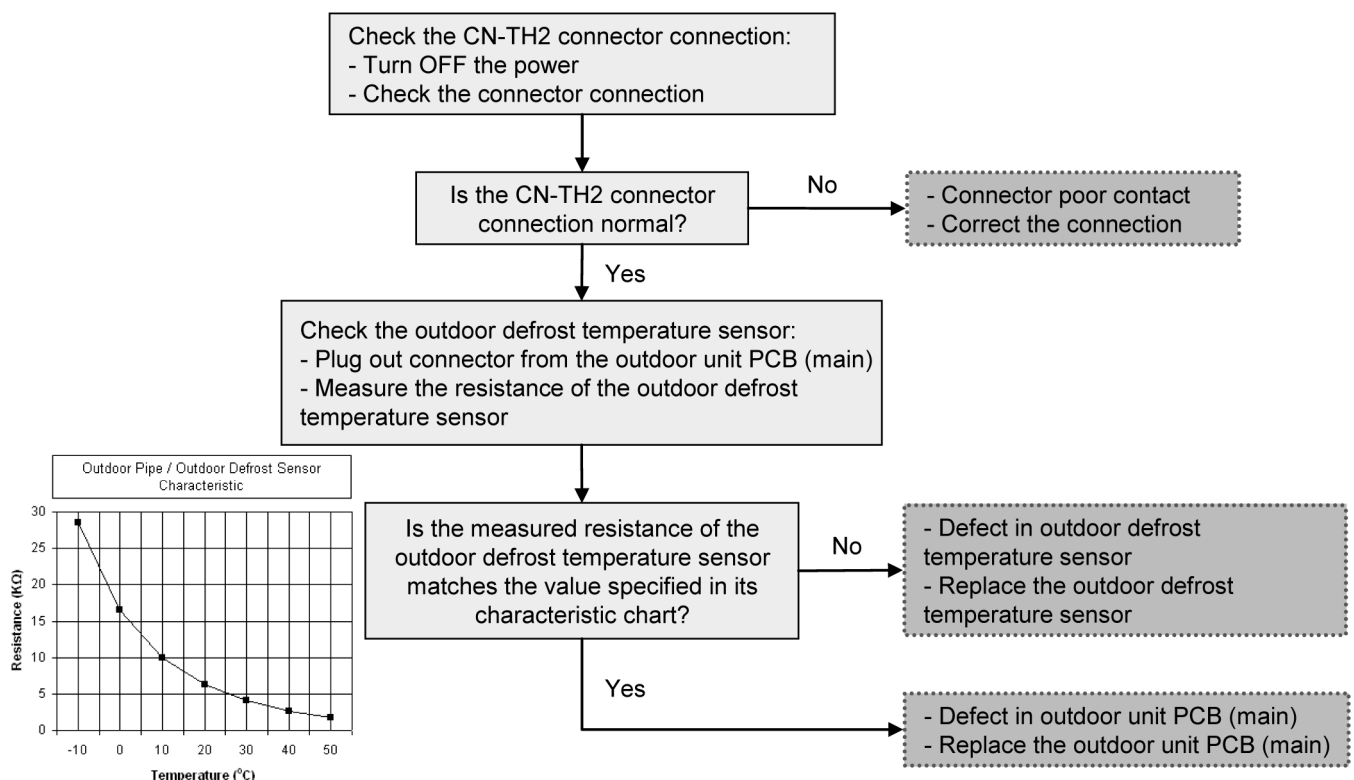 Check the CN-TH2 connector connection:
- Turn OFF the power
- Check the connector connection
Is the CN-TH2 connector
connection normal?
No
- Connector poor contact
- Correct the connection
Yes
Check the outdoor defrost temperature sensor:
- Plug out connector from the outdoor unit PCB (main)
- Measure the resistance of the outdoor defrost
temperature sensor
Outdoor Pipe / Outdoor Defrost Sensor
Characteristic
Resistance (KΩ)
30
25
20
15
10
5
0
-10 0 10 20 30 40 50
Temperature (°C)
Is the measured resistance of the
outdoor defrost temperature sensor
matches the value specified in its
characteristic chart?
No
- Defect in outdoor defrost
temperature sensor
- Replace the outdoor defrost
temperature sensor
Yes
- Defect in outdoor unit PCB (main)
- Replace the outdoor unit PCB (main)